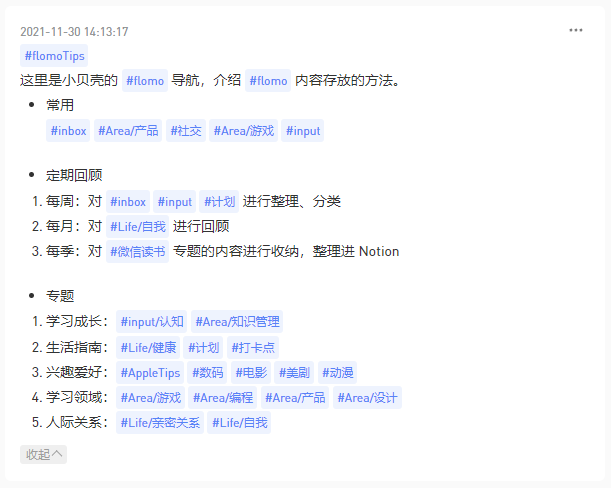 2021-11-30 14:13:17
#flomoTips
这里是小贝壳的 #flomo 导航，介绍 #flomo 内容存放的方法。
• 常用
#inbox #Area/产品 #社交 #Area/游戏 #input
• 定期回顾
1. 每周：对 #inbox #input #计划 进行整理、分类
2. 每月：对 #Life/自我 进行回顾
3. 每季：对 #微信读书 专题的内容进行收纳，整理进 Notion
• 专题
1. 学习成长：#input/认知 #Area/知识管理
2. 生活指南：#Life/健康 #计划 #打卡点
3. 兴趣爱好：#AppleTips #数码 #电影 #美剧 #动漫
4. 学习领域：#Area/游戏 #Area/编程 #Area/产品 #Area/设计
5. 人际关系：#Life/亲密关系 #Life/自我
收起